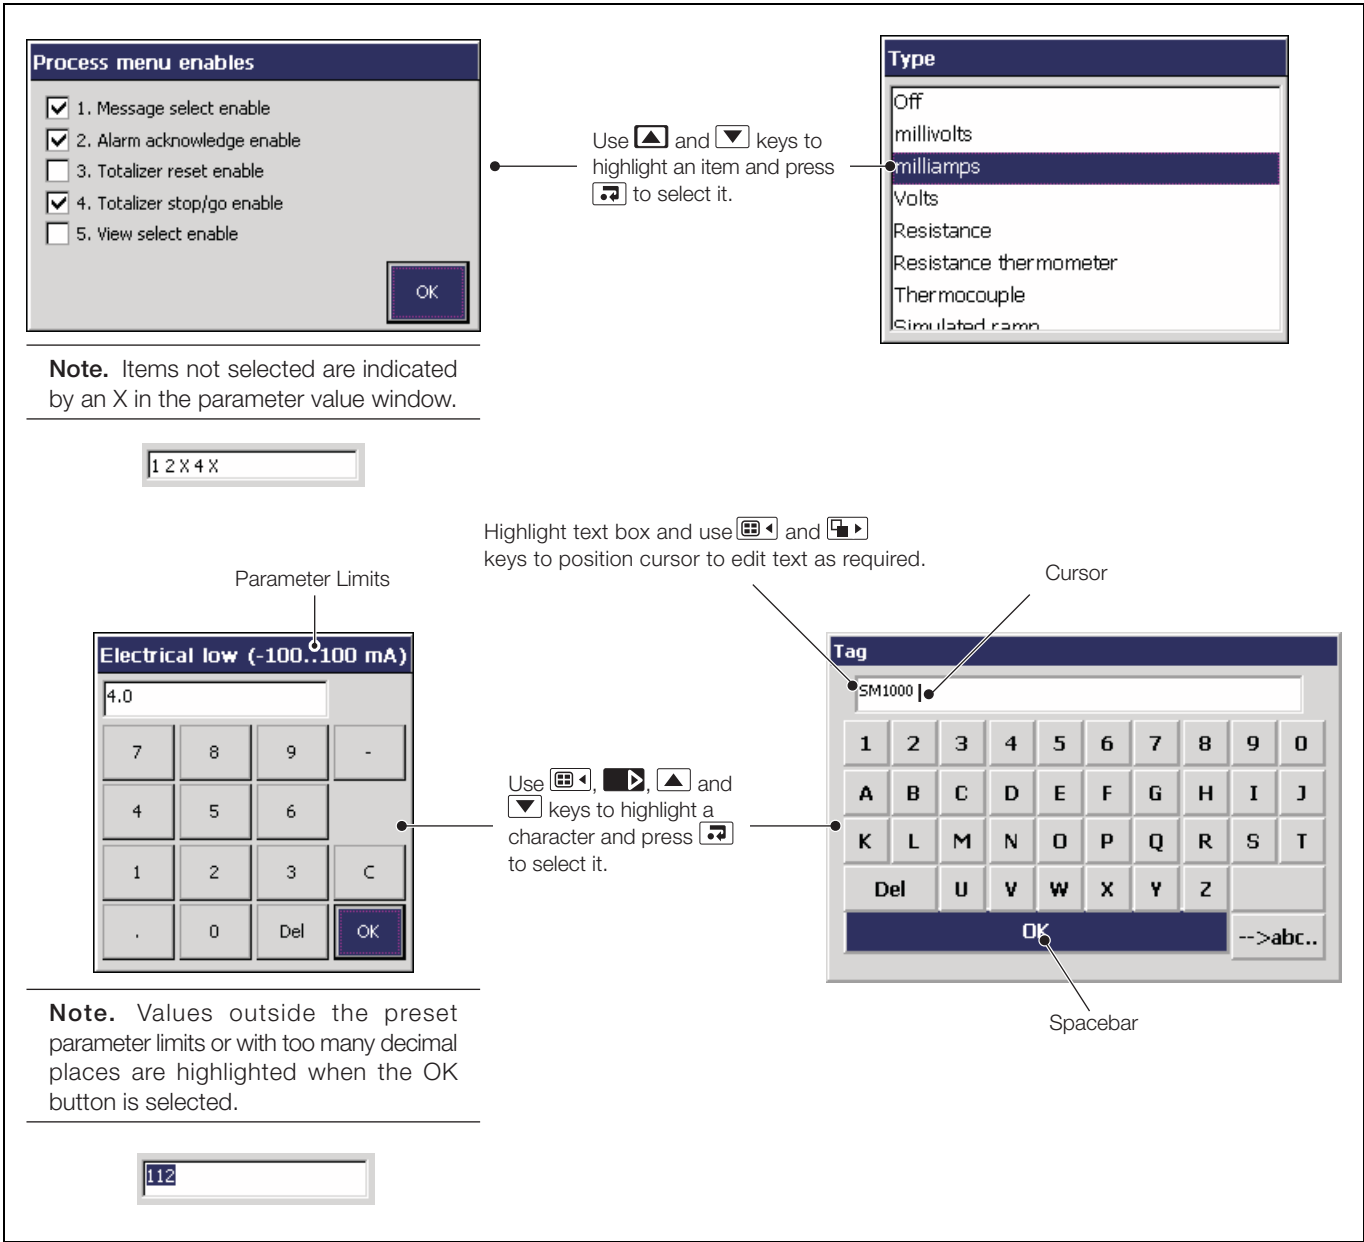 Process menu enables
1. Message select enable
2. Alarm acknowledge enable
3. Totalizer reset enable
4. Totalizer stop/go enable
5. View select enable
OK
Note. Items not selected are indicated
by an X in the parameter value window.
1 2 X 4 X
Use and keys to
highlight an item and press
to select it.
Type
Off
millivolts
milliamps
Volts
Resistance
Resistance thermometer
Thermocouple
Simulated ramp
Highlight text box and use and
keys to position cursor to edit text as required.
Parameter Limits
Cursor
Electrical low (-100..100 mA)
4.0
7 8 9 -
4 5 6
1 2 3 C
. 0 Del OK
Use , , and
keys to highlight a
character and press
to select it.
Tag
SM1000
1 2 3 4 5 6 7 8 9 0
A B C D E F G H I J
K L M N O P Q R S T
Del U V W X Y Z
OK -->abc..
Spacebar
Note. Values outside the preset
parameter limits or with too many decimal
places are highlighted when the OK
button is selected.
112